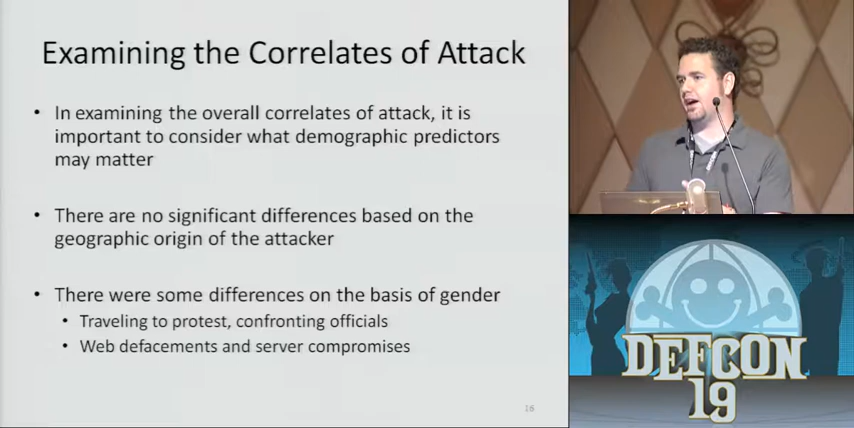 Examining the Correlates of Attack
• In examining the overall correlates of attack, it is
important to consider what demographic predictors
may matter
• There are no significant differences based on the
geographic origin of the attacker
• There were some differences on the basis of gender
• Traveling to protest, confronting officials
• Web defacements and server compromises
16
DEFCON
19